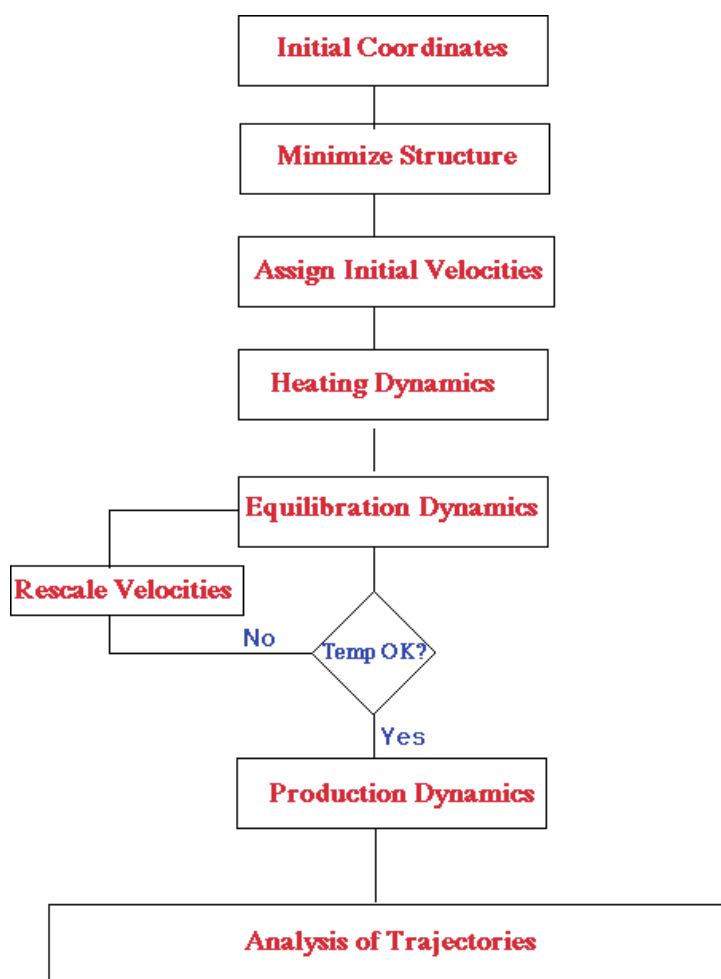 Initial Coordinates
Minimize Structure
Assign Initial Velocities
Heating Dynamics
Equilibration Dynamics
Rescale Velocities
No
Temp OK?
Yes
Production Dynamics
Analysis of Trajectories